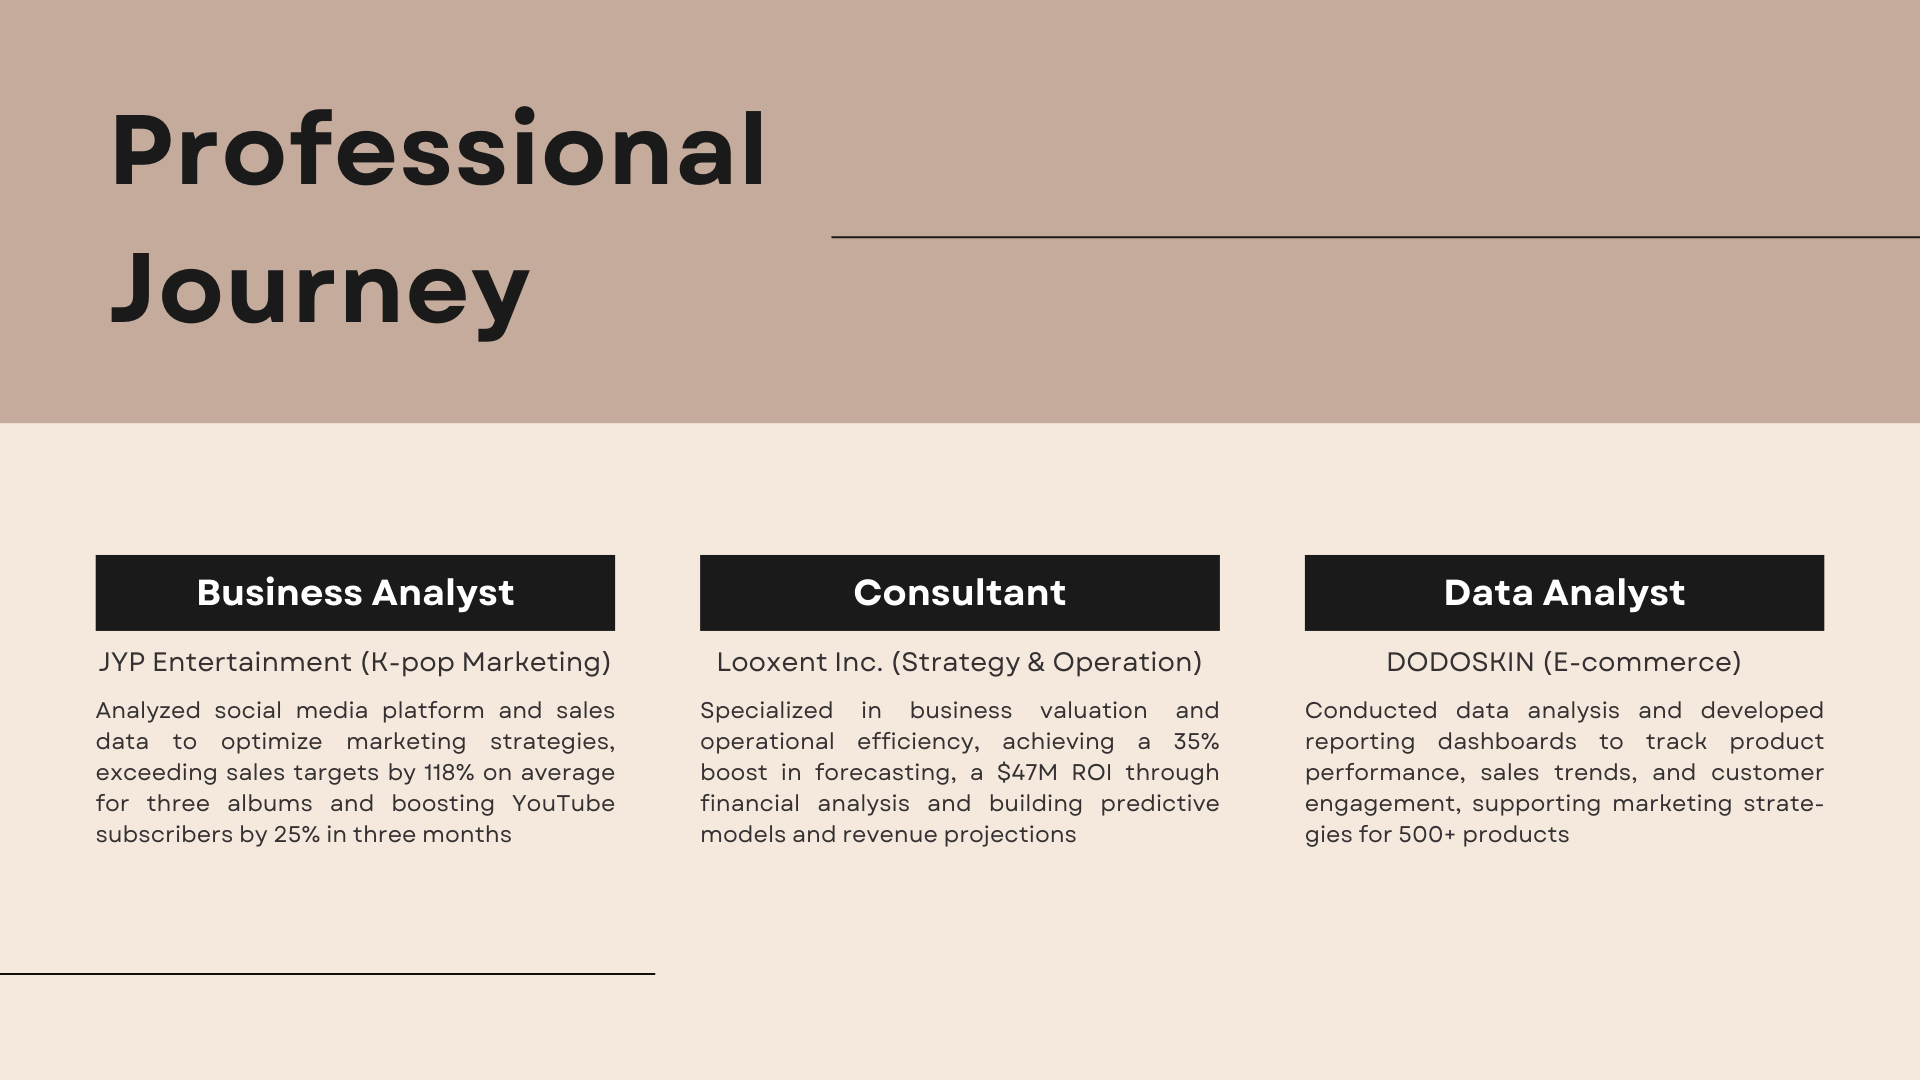 Professional
Journey
Business Analyst
JYP Entertainment (K-pop Marketing)
Analyzed social media platform and sales
data to optimize marketing strategies,
exceeding sales targets by 118% on average
for three albums and boosting YouTube
subscribers by 25% in three months
Consultant
Looxent Inc. (Strategy & Operation)
Specialized in business valuation and
operational efficiency, achieving a 35%
boost in forecasting, a $47M ROI through
financial analysis and building predictive
models and revenue projections
Data Analyst
DODOSKIN (E-commerce)
Conducted data analysis and developed
reporting dashboards to track product
performance, sales trends, and customer
engagement, supporting marketing strate-
gies for 500+ products